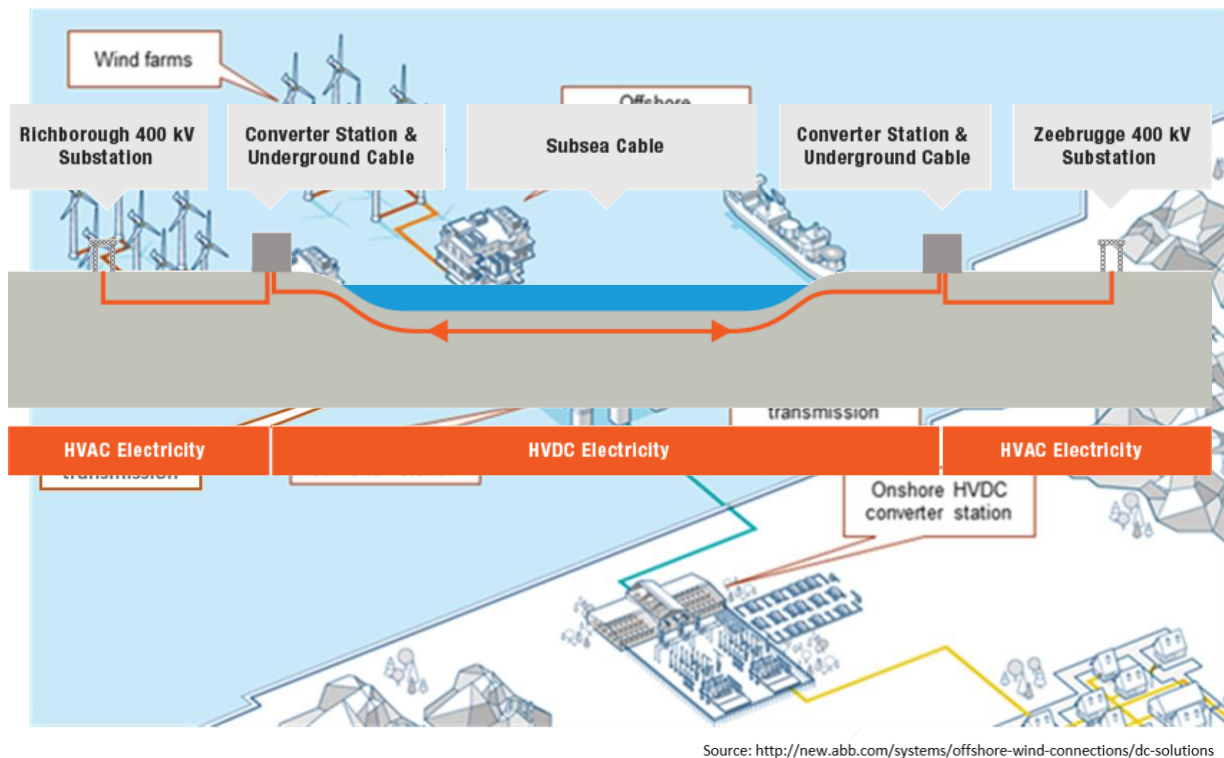 Wind farms
Offshore
Richborough 400 kV
Substation
Converter Station &
Underground Cable
Subsea Cable
Converter Station &
Underground Cable
Zeebrugge 400 kV
Substation
transmission
HVAC Electricity
HVDC Electricity
HVAC Electricity
transmission
Onshore HVDC
converter station
Source: http://new.abb.com/systems/offshore-wind-connections/dc-solutions